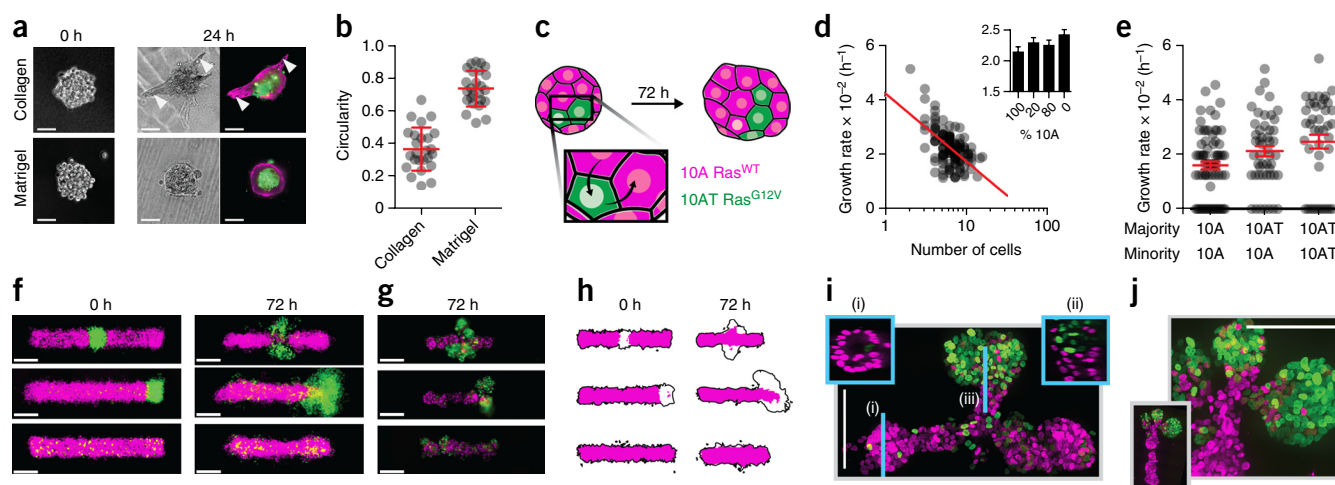 a
0 h
24 h
Collagen
Matrigel
b
Circularity
1.0
0.8
0.6
0.4
0.2
0
Collagen
Matrigel
c
72 h
10A Ras^WT
10AT Ras^G12V
d
Growth rate × 10⁻² (h⁻¹)
6
4
2
0
1
10
100
Number of cells
2.5
2.0
1.5
100
20
80
0
% 10A
e
Growth rate × 10⁻² (h⁻¹)
6
4
2
0
Majority 10A 10AT 10AT
Minority 10A 10A 10AT
f
0 h
72 h
g
72 h
h
0 h
72 h
i
(i)
(ii)
(iii)
(i)
j